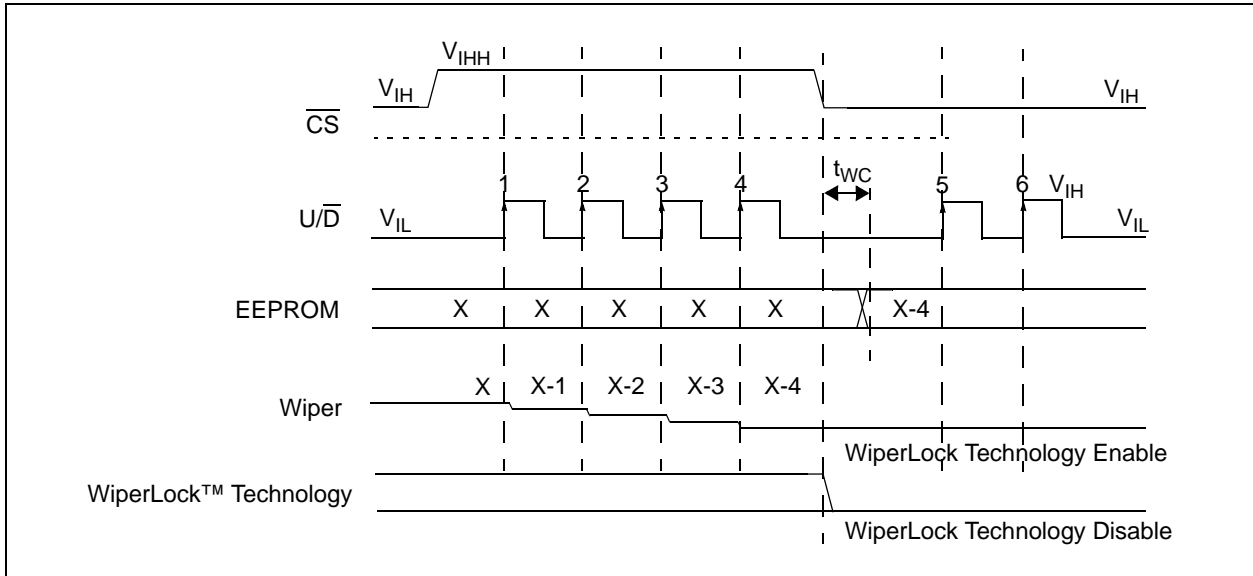 VIHH
VIH VIH
CS
tWC
1 2 3 4 5 6 VIH
U/D VIL VIL
EEPROM X X X X X X-4
X X-1 X-2 X-3 X-4
Wiper
WiperLock Technology Enable
WiperLock™ Technology
WiperLock Technology Disable